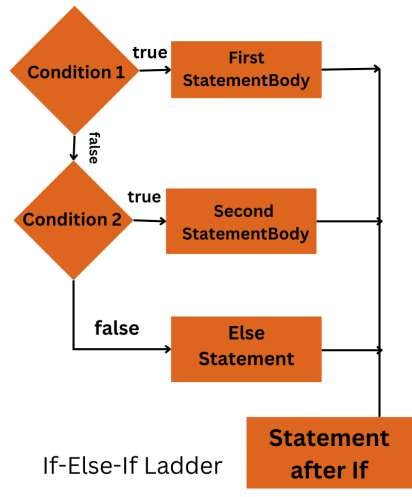 Condition 1
true
First
StatementBody
false
Condition 2
true
Second
StatementBody
false
Else
Statement
Statement
after If
If-Else-If Ladder